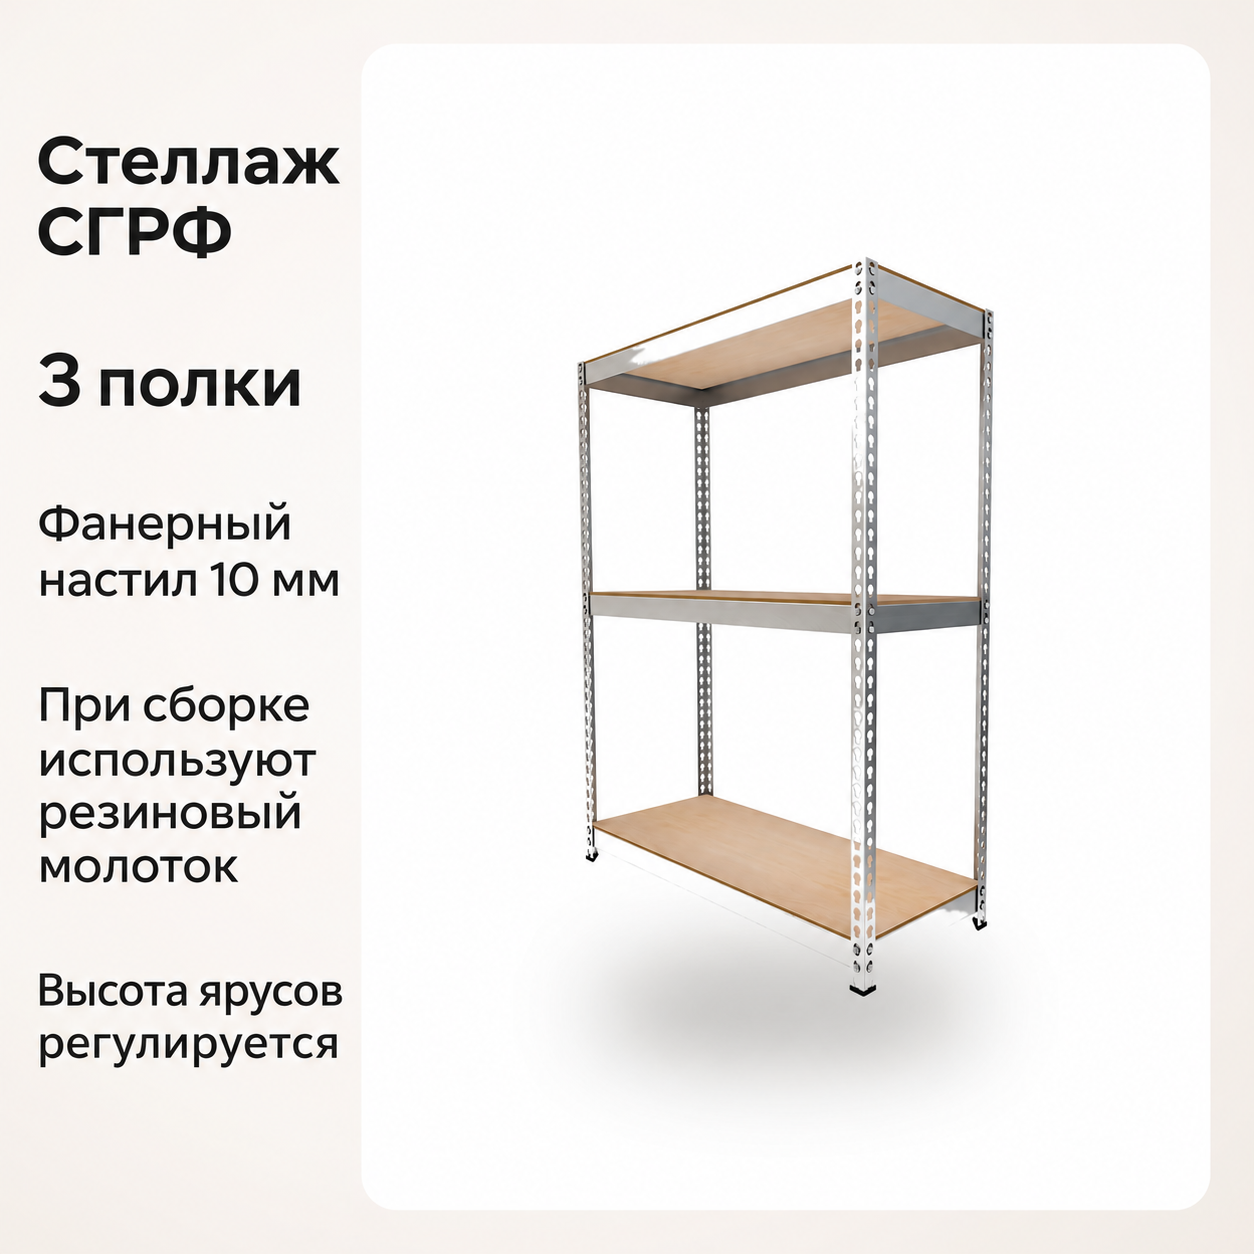 Стеллаж
СГРФ
3 полки
Фанерный
настил 10 мм
При сборке
используют
резиновый
молоток
Высота ярусов
регулируется